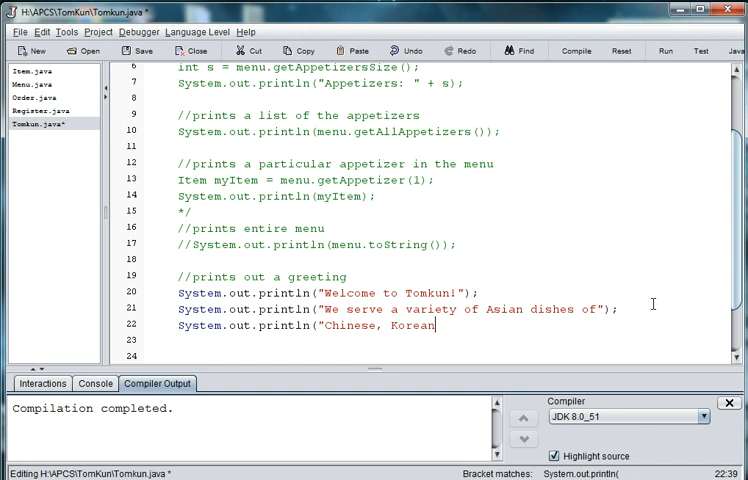 H:\APCS\TomKun\Tomkun.java *
File Edit Tools Project Debugger Language Level Help
New Open Save Close Cut Copy Paste Undo Redo Find Compile Reset Run Test Java
Item.java
Menu.java
Order.java
Register.java
Tomkun.java*
6 int s = menu.getAppetizersSize();
7 System.out.println("Appetizers: " + s);
8
9 //prints a list of the appetizers
10 System.out.println(menu.getAllAppetizers());
11
12 //prints a particular appetizer in the menu
13 Item myItem = menu.getAppetizer(1);
14 System.out.println(myItem);
15 */
16 //prints entire menu
17 //System.out.println(menu.toString());
18
19 //prints out a greeting
20 System.out.println("Welcome to Tomkun!");
21 System.out.println("We serve a variety of Asian dishes of");
22 System.out.println("Chinese, Korean
23
24
Interactions Console Compiler Output
Compilation completed.
Compiler
JDK 8.0_51
Highlight source
Editing H:\APCS\TomKun\Tomkun.java * Bracket matches: System.out.println( 22:39